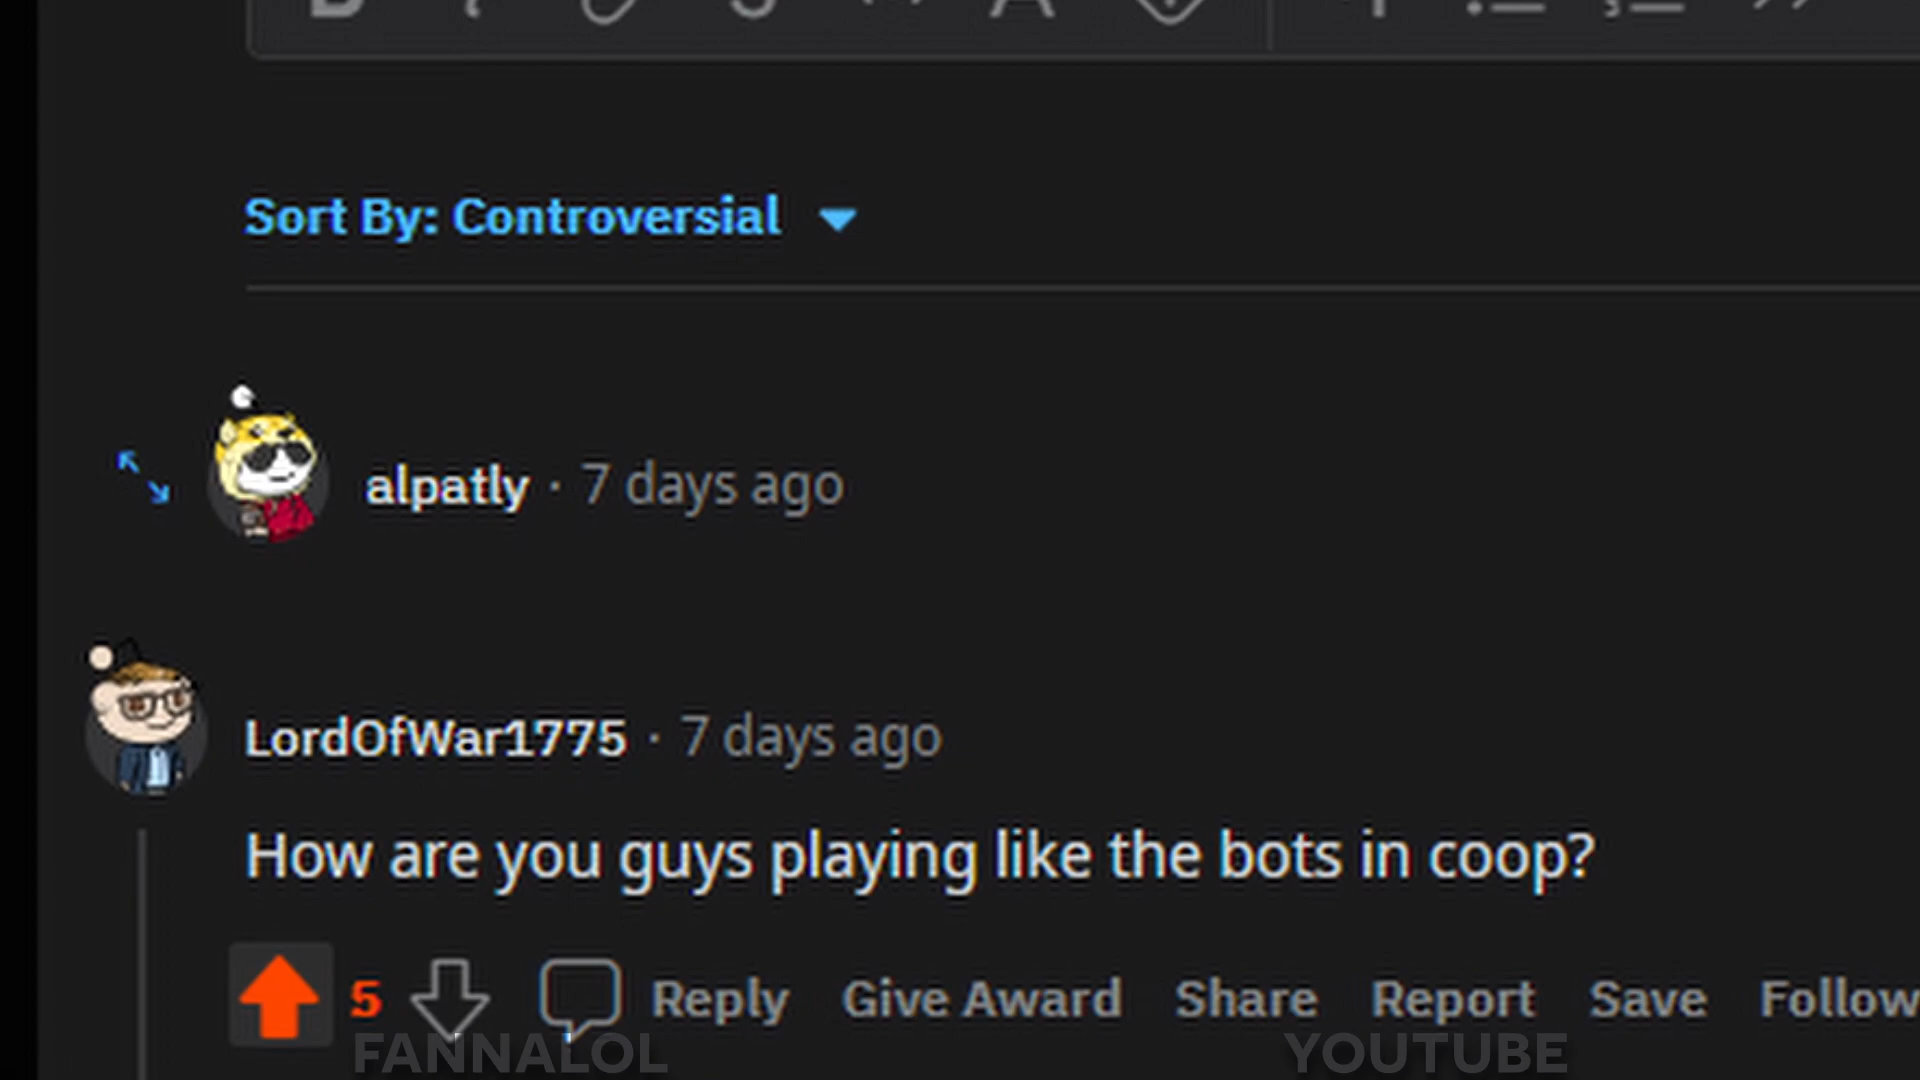 Sort By: Controversial
alpatly · 7 days ago
LordOfWar1775 · 7 days ago
How are you guys playing like the bots in coop?
5 Reply Give Award Share Report Save Follow
FANNALOL YOUTUBE